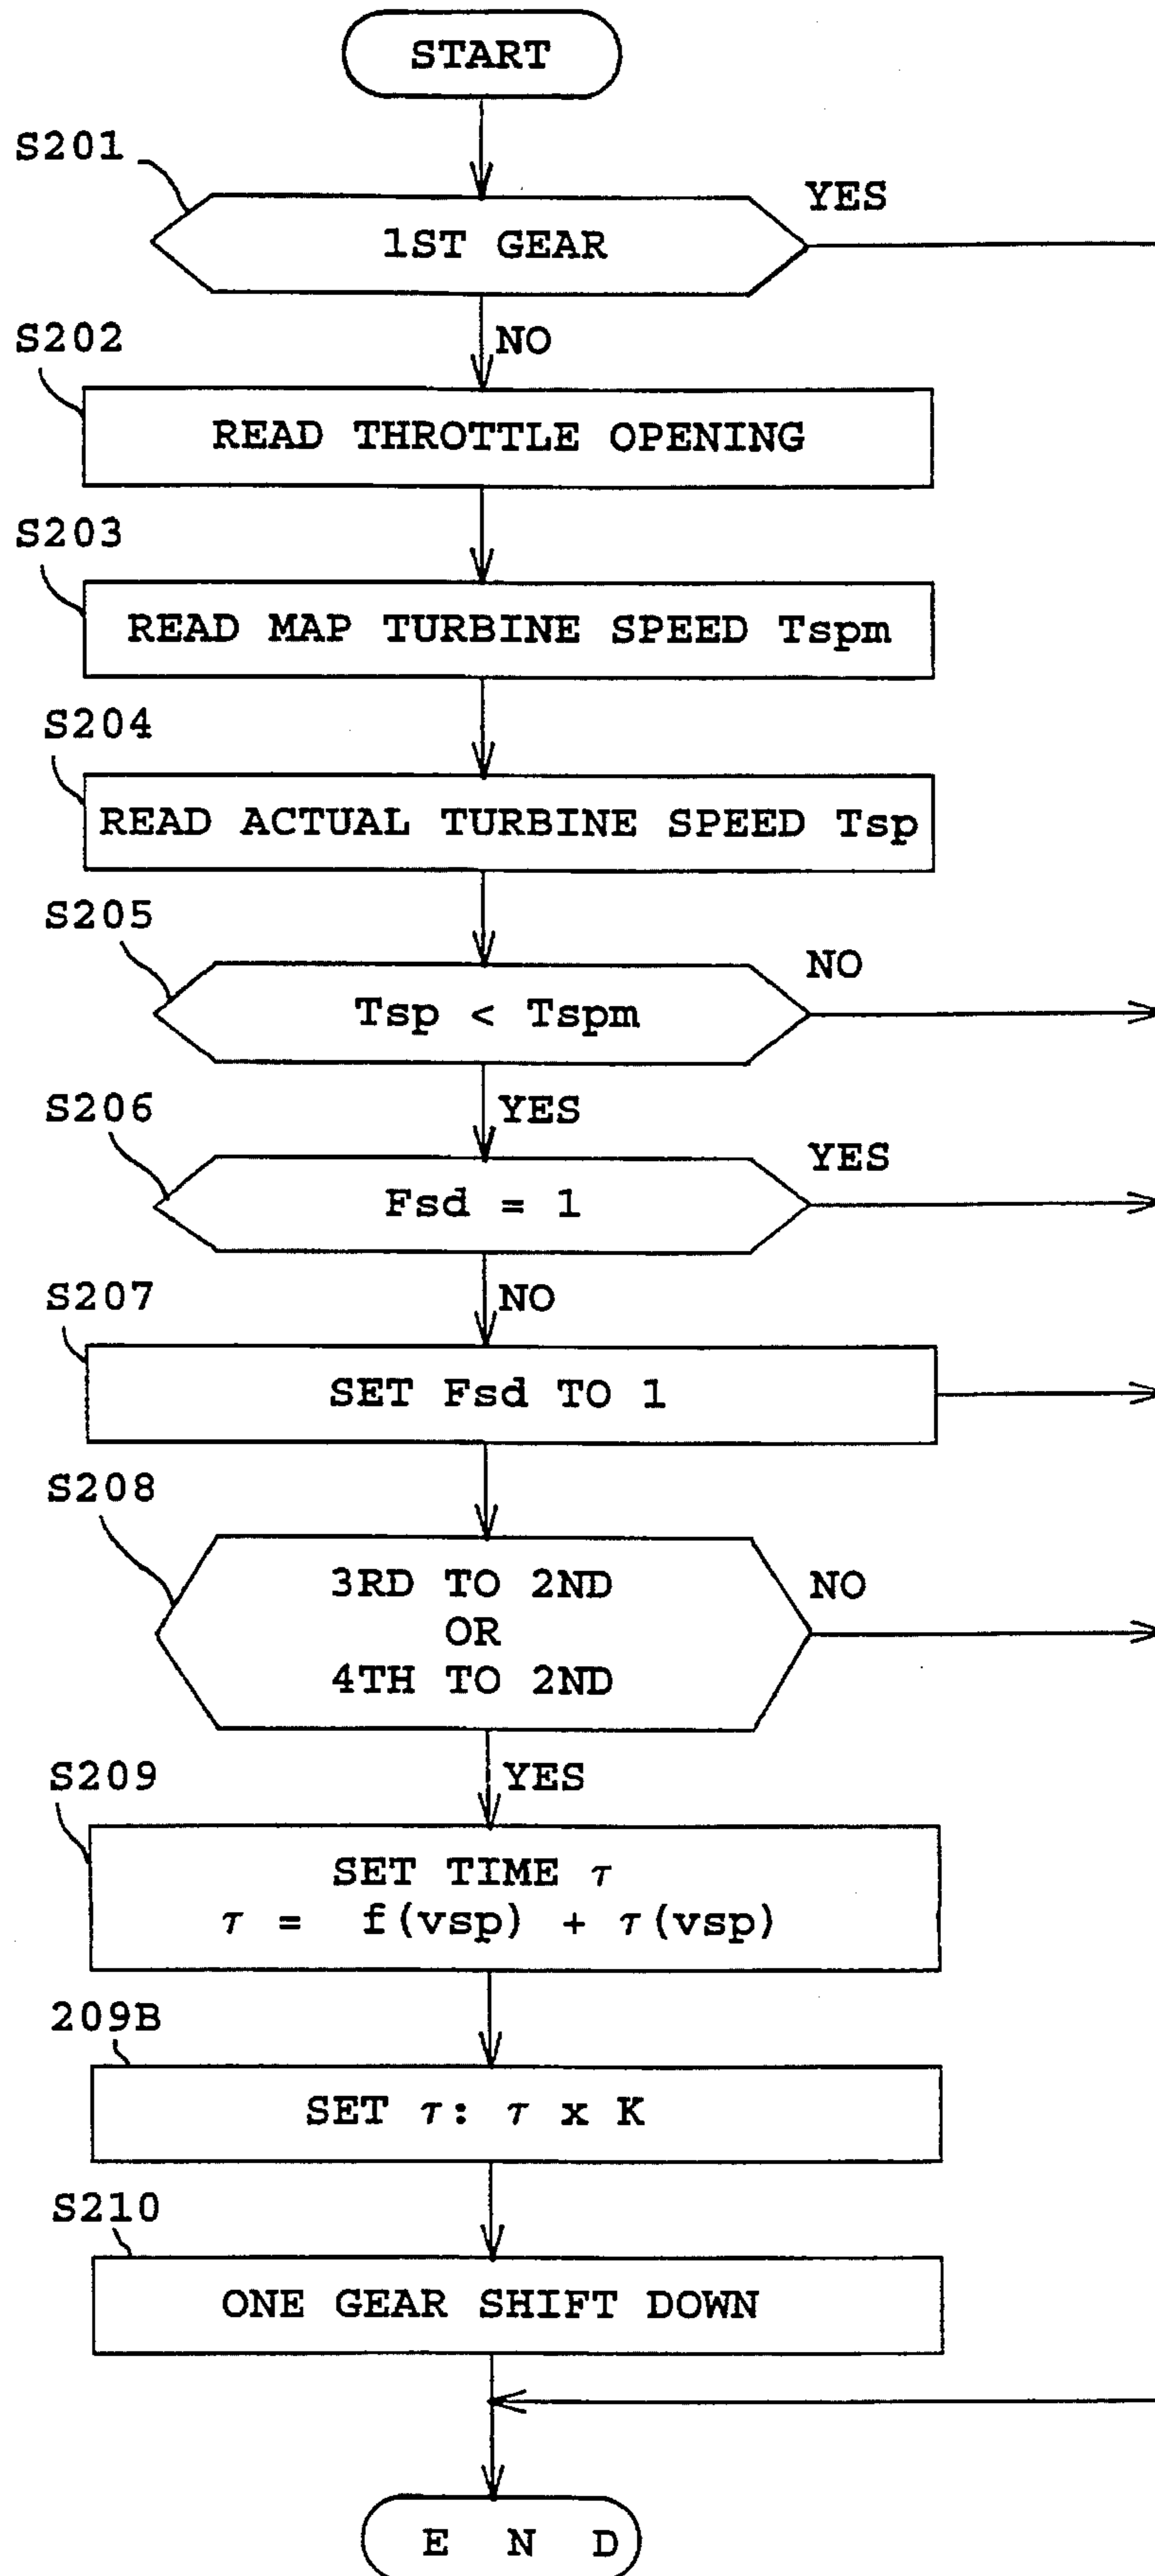 START
S201
YES
1ST GEAR
NO
S202
READ THROTTLE OPENING
S203
READ MAP TURBINE SPEED Tspm
S204
READ ACTUAL TURBINE SPEED Tsp
S205
NO
Tsp < Tspm
YES
S206
YES
Fsd = 1
NO
S207
SET Fsd TO 1
S208
3RD TO 2ND
NO
OR
4TH TO 2ND
YES
S209
SET TIME τ
τ = f(vsp) + τ(vsp)
209B
SET τ: τ x K
S210
ONE GEAR SHIFT DOWN
E N D